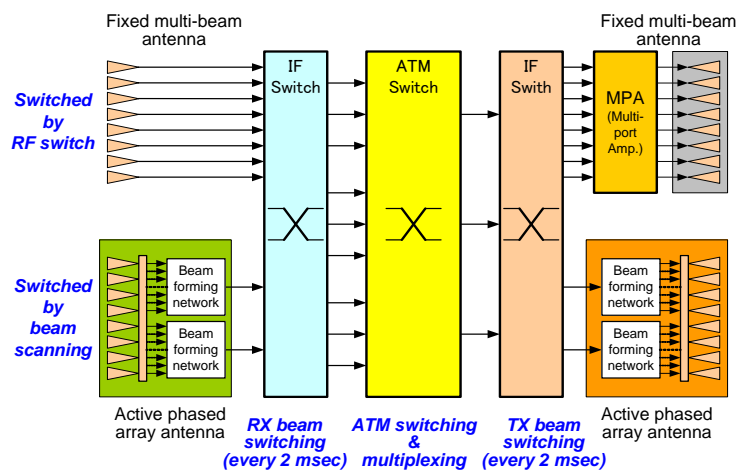 Fixed multi-beam
antenna
Fixed multi-beam
antenna
Switched
by
RF switch
IF
Switch
ATM
Switch
IF
Swith
MPA
(Multi-
port
Amp.)
Switched
by
beam
scanning
Beam
forming
network
Beam
forming
network
Beam
forming
network
Beam
forming
network
Active phased
array antenna
RX beam
switching
(every 2 msec)
ATM switching
&
multiplexing
TX beam
switching
(every 2 msec)
Active phased
array antenna